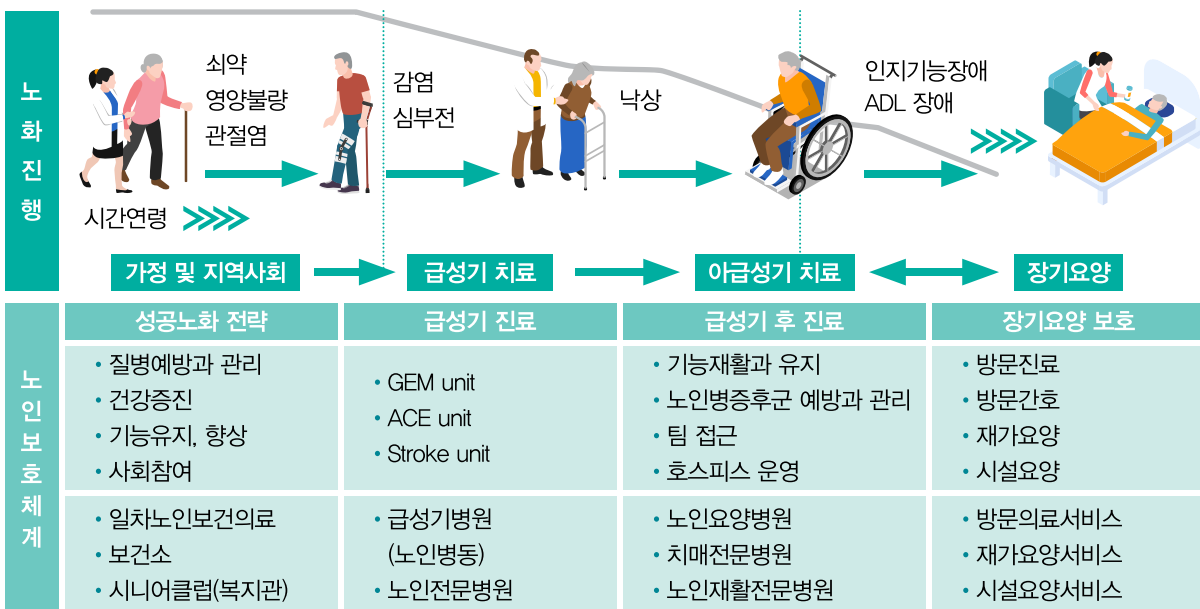 노화진행
쇠약
영양불량
관절염
감염
심부전
낙상
인지기능장애
ADL 장애
시간연령
가정 및 지역사회
급성기 치료
아급성기 치료
장기요양
노인보호체계
성공노화 전략
급성기 진료
급성기 후 진료
장기요양 보호
• 질병예방과 관리
• 건강증진
• 기능유지, 향상
• 사회참여
• GEM unit
• ACE unit
• Stroke unit
• 기능재활과 유지
• 노인병증후군 예방과 관리
• 팀 접근
• 호스피스 운영
• 방문진료
• 방문간호
• 재가요양
• 시설요양
• 일차노인보건의료
• 보건소
• 시니어클럽(복지관)
• 급성기병원
(노인병동)
• 노인전문병원
• 노인요양병원
• 치매전문병원
• 노인재활전문병원
• 방문의료서비스
• 재가요양서비스
• 시설요양서비스